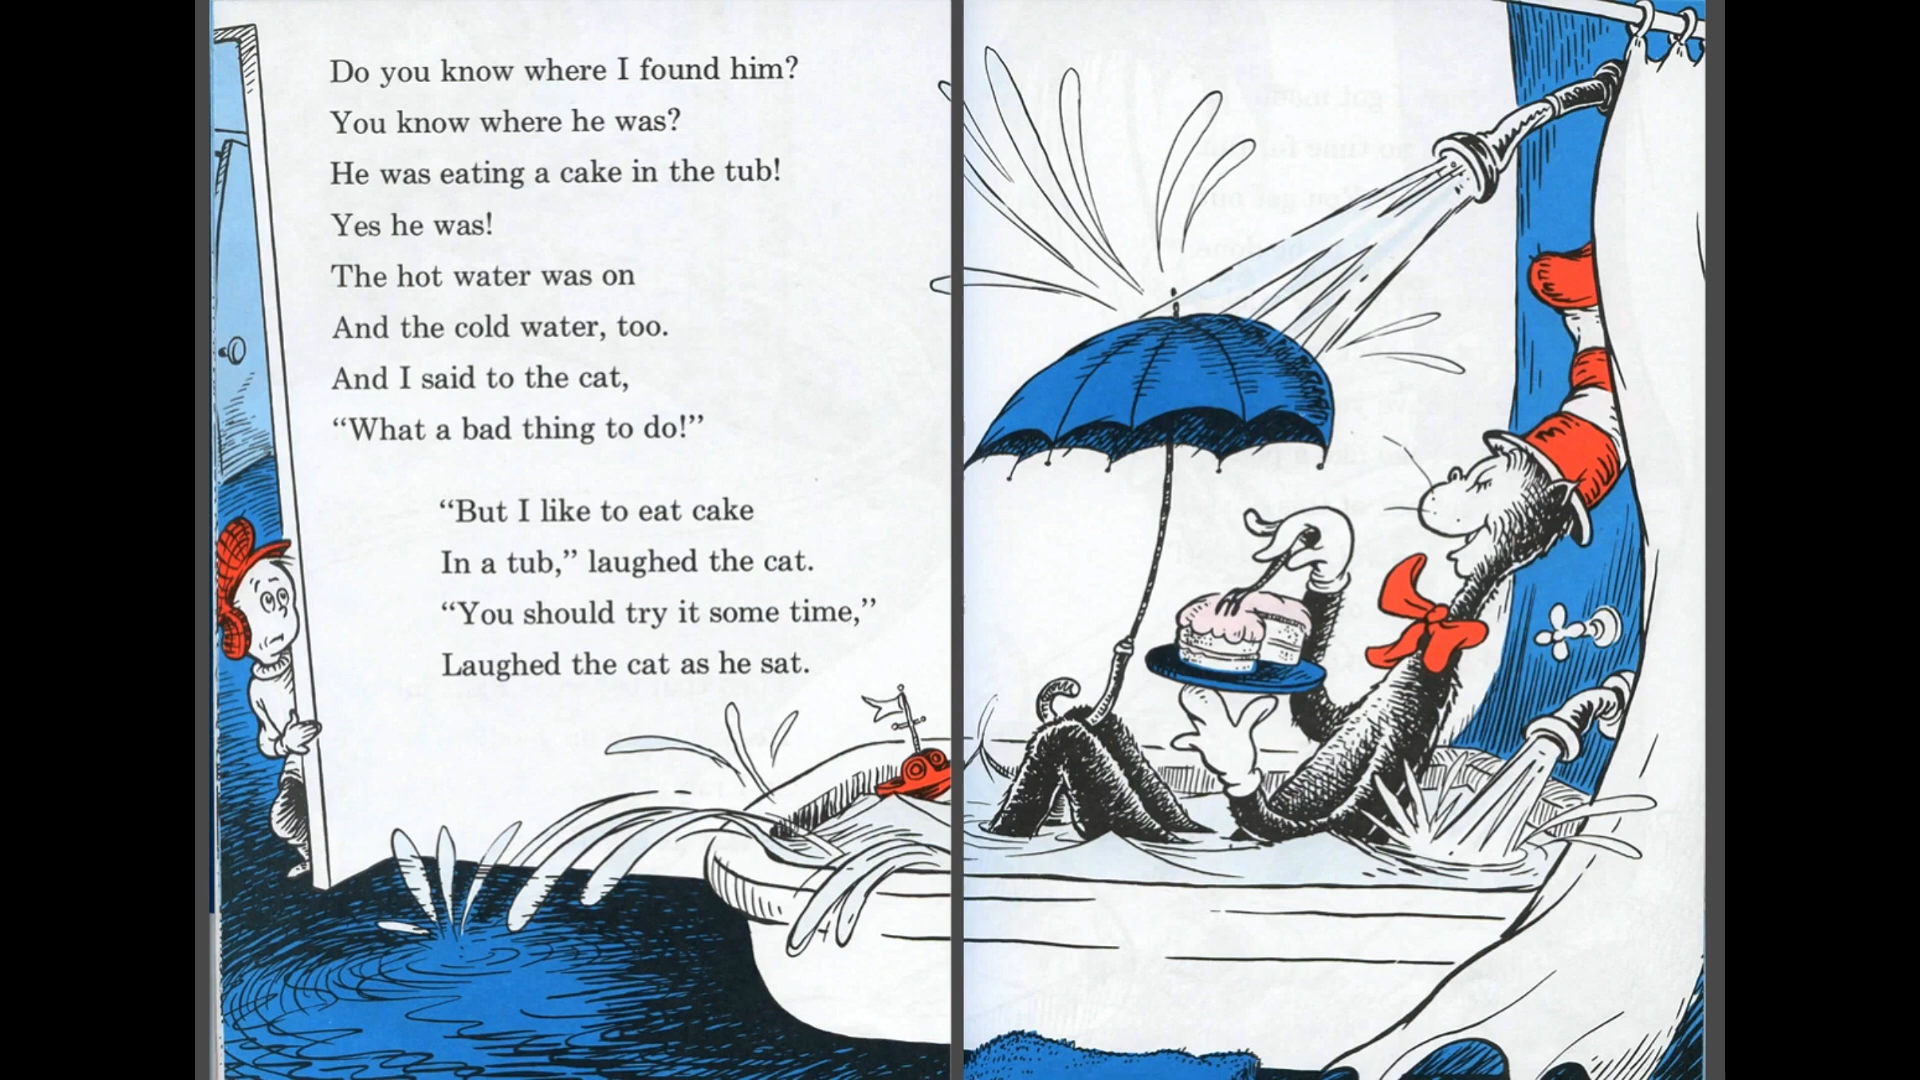 Do you know where I found him?
You know where he was?
He was eating a cake in the tub!
Yes he was!
The hot water was on
And the cold water, too.
And I said to the cat,
“What a bad thing to do!”
“But I like to eat cake
In a tub,” laughed the cat.
“You should try it some time,”
Laughed the cat as he sat.